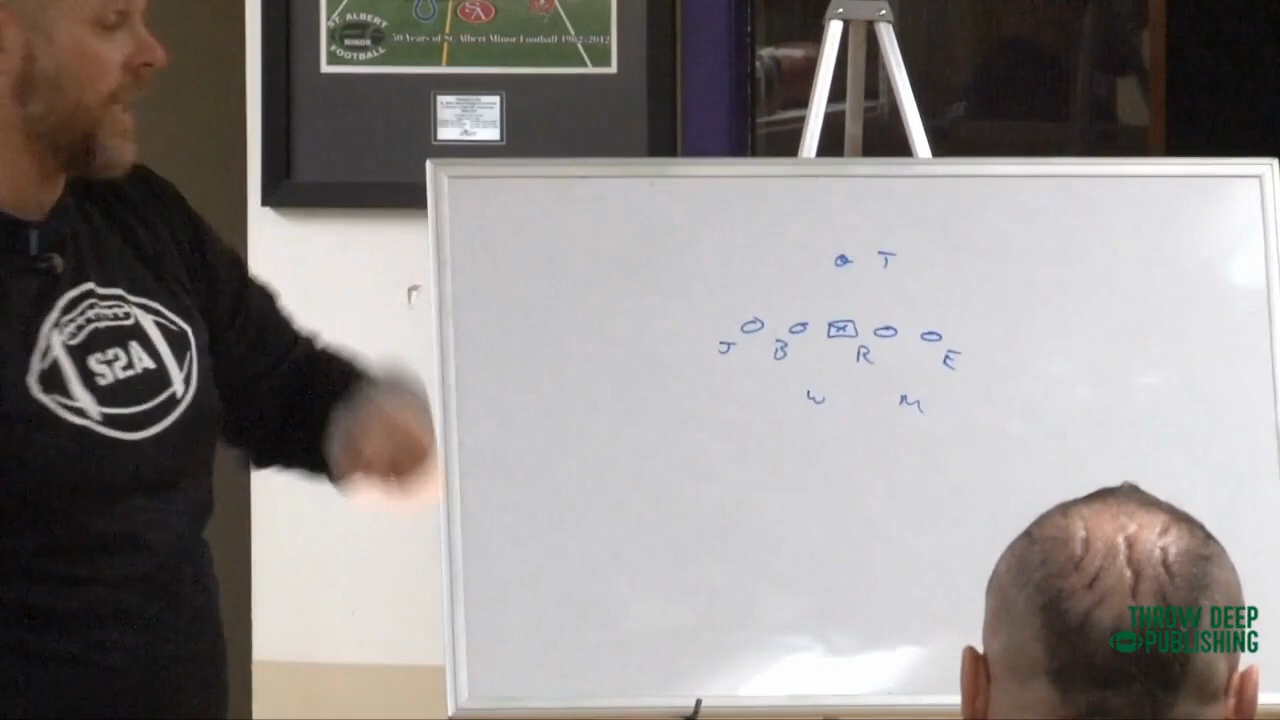 ST. ALBERT
FOOTBALL
50 Years of St. Albert Minor Football 1962-2012
S2A
Q T
J B R E
W M
THROW DEEP
PUBLISHING